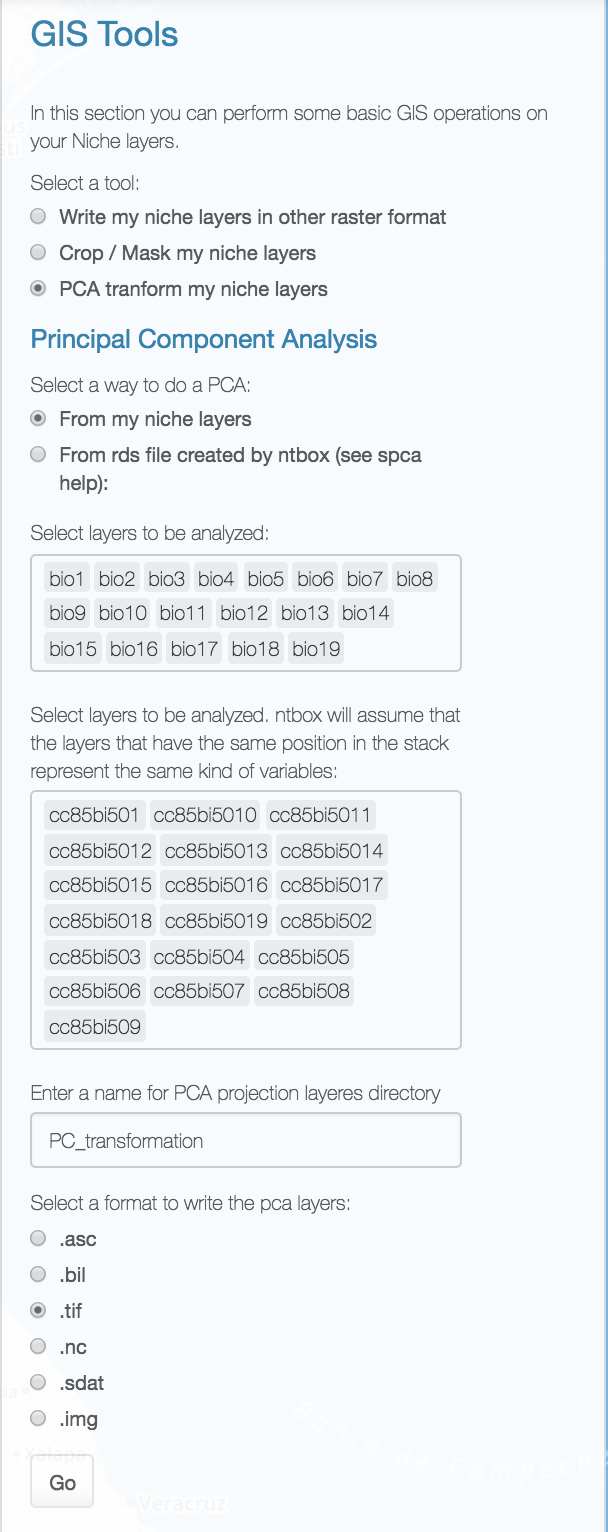 GIS Tools
In this section you can perform some basic GIS operations on
your Niche layers.
Select a tool:
Write my niche layers in other raster format
Crop / Mask my niche layers
PCA tranform my niche layers
Principal Component Analysis
Select a way to do a PCA:
From my niche layers
From rds file created by ntbox (see spca
help):
Select layers to be analyzed:
bio1 bio2 bio3 bio4 bio5 bio6 bio7 bio8
bio9 bio10 bio11 bio12 bio13 bio14
bio15 bio16 bio17 bio18 bio19
Select layers to be analyzed. ntbox will assume that
the layers that have the same position in the stack
represent the same kind of variables:
cc85bi501 cc85bi5010 cc85bi5011
cc85bi5012 cc85bi5013 cc85bi5014
cc85bi5015 cc85bi5016 cc85bi5017
cc85bi5018 cc85bi5019 cc85bi502
cc85bi503 cc85bi504 cc85bi505
cc85bi506 cc85bi507 cc85bi508
cc85bi509
Enter a name for PCA projection layeres directory
PC_transformation
Select a format to write the pca layers:
.asc
.bil
.tif
.nc
.sdat
.img
Bahía de Campeche
Xalapa
Go
Veracruz